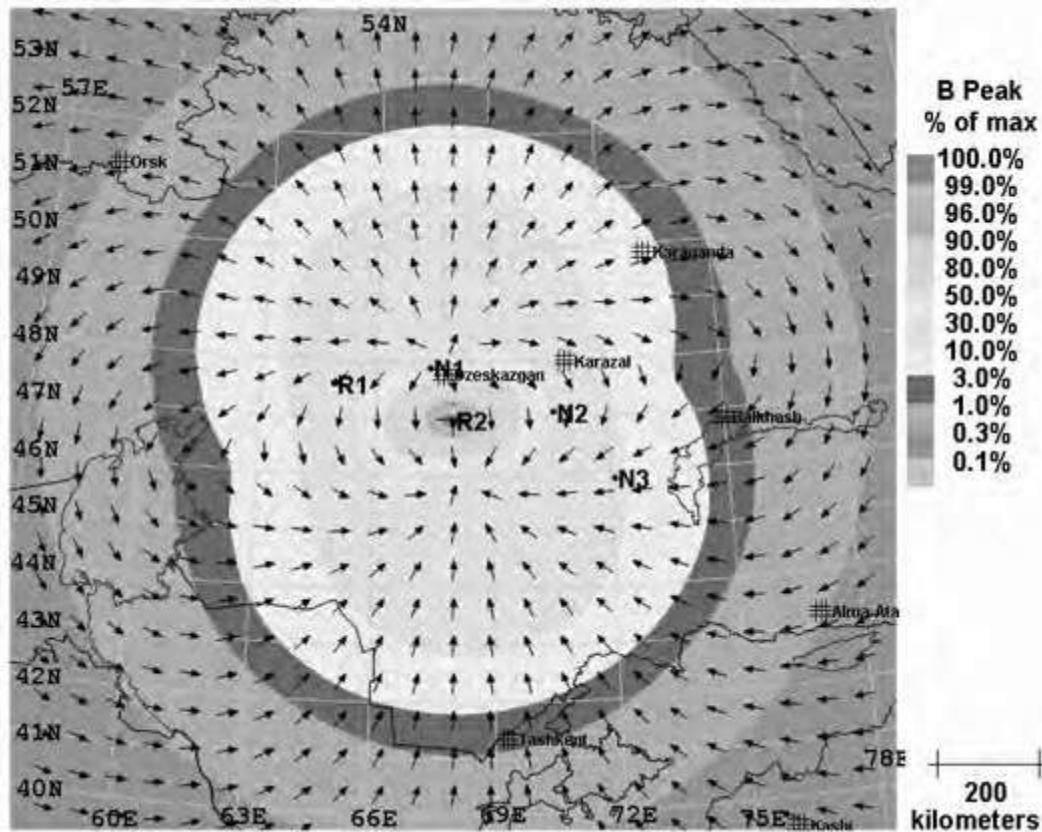 54N
53N
57E
52N
51N
Orsk
50N
49N
Karaganda
48N
47N
R1
N1
Dzeskazgan
Karazal
R2
N2
Balkhash
46N
N3
45N
44N
43N
Alma-Ata
42N
41N
Tashkent
78E
40N
60E
63E
66E
69E
72E
75E
Kashi
B Peak
% of max
100.0%
99.0%
96.0%
90.0%
80.0%
50.0%
30.0%
10.0%
3.0%
1.0%
0.3%
0.1%
200
kilometers